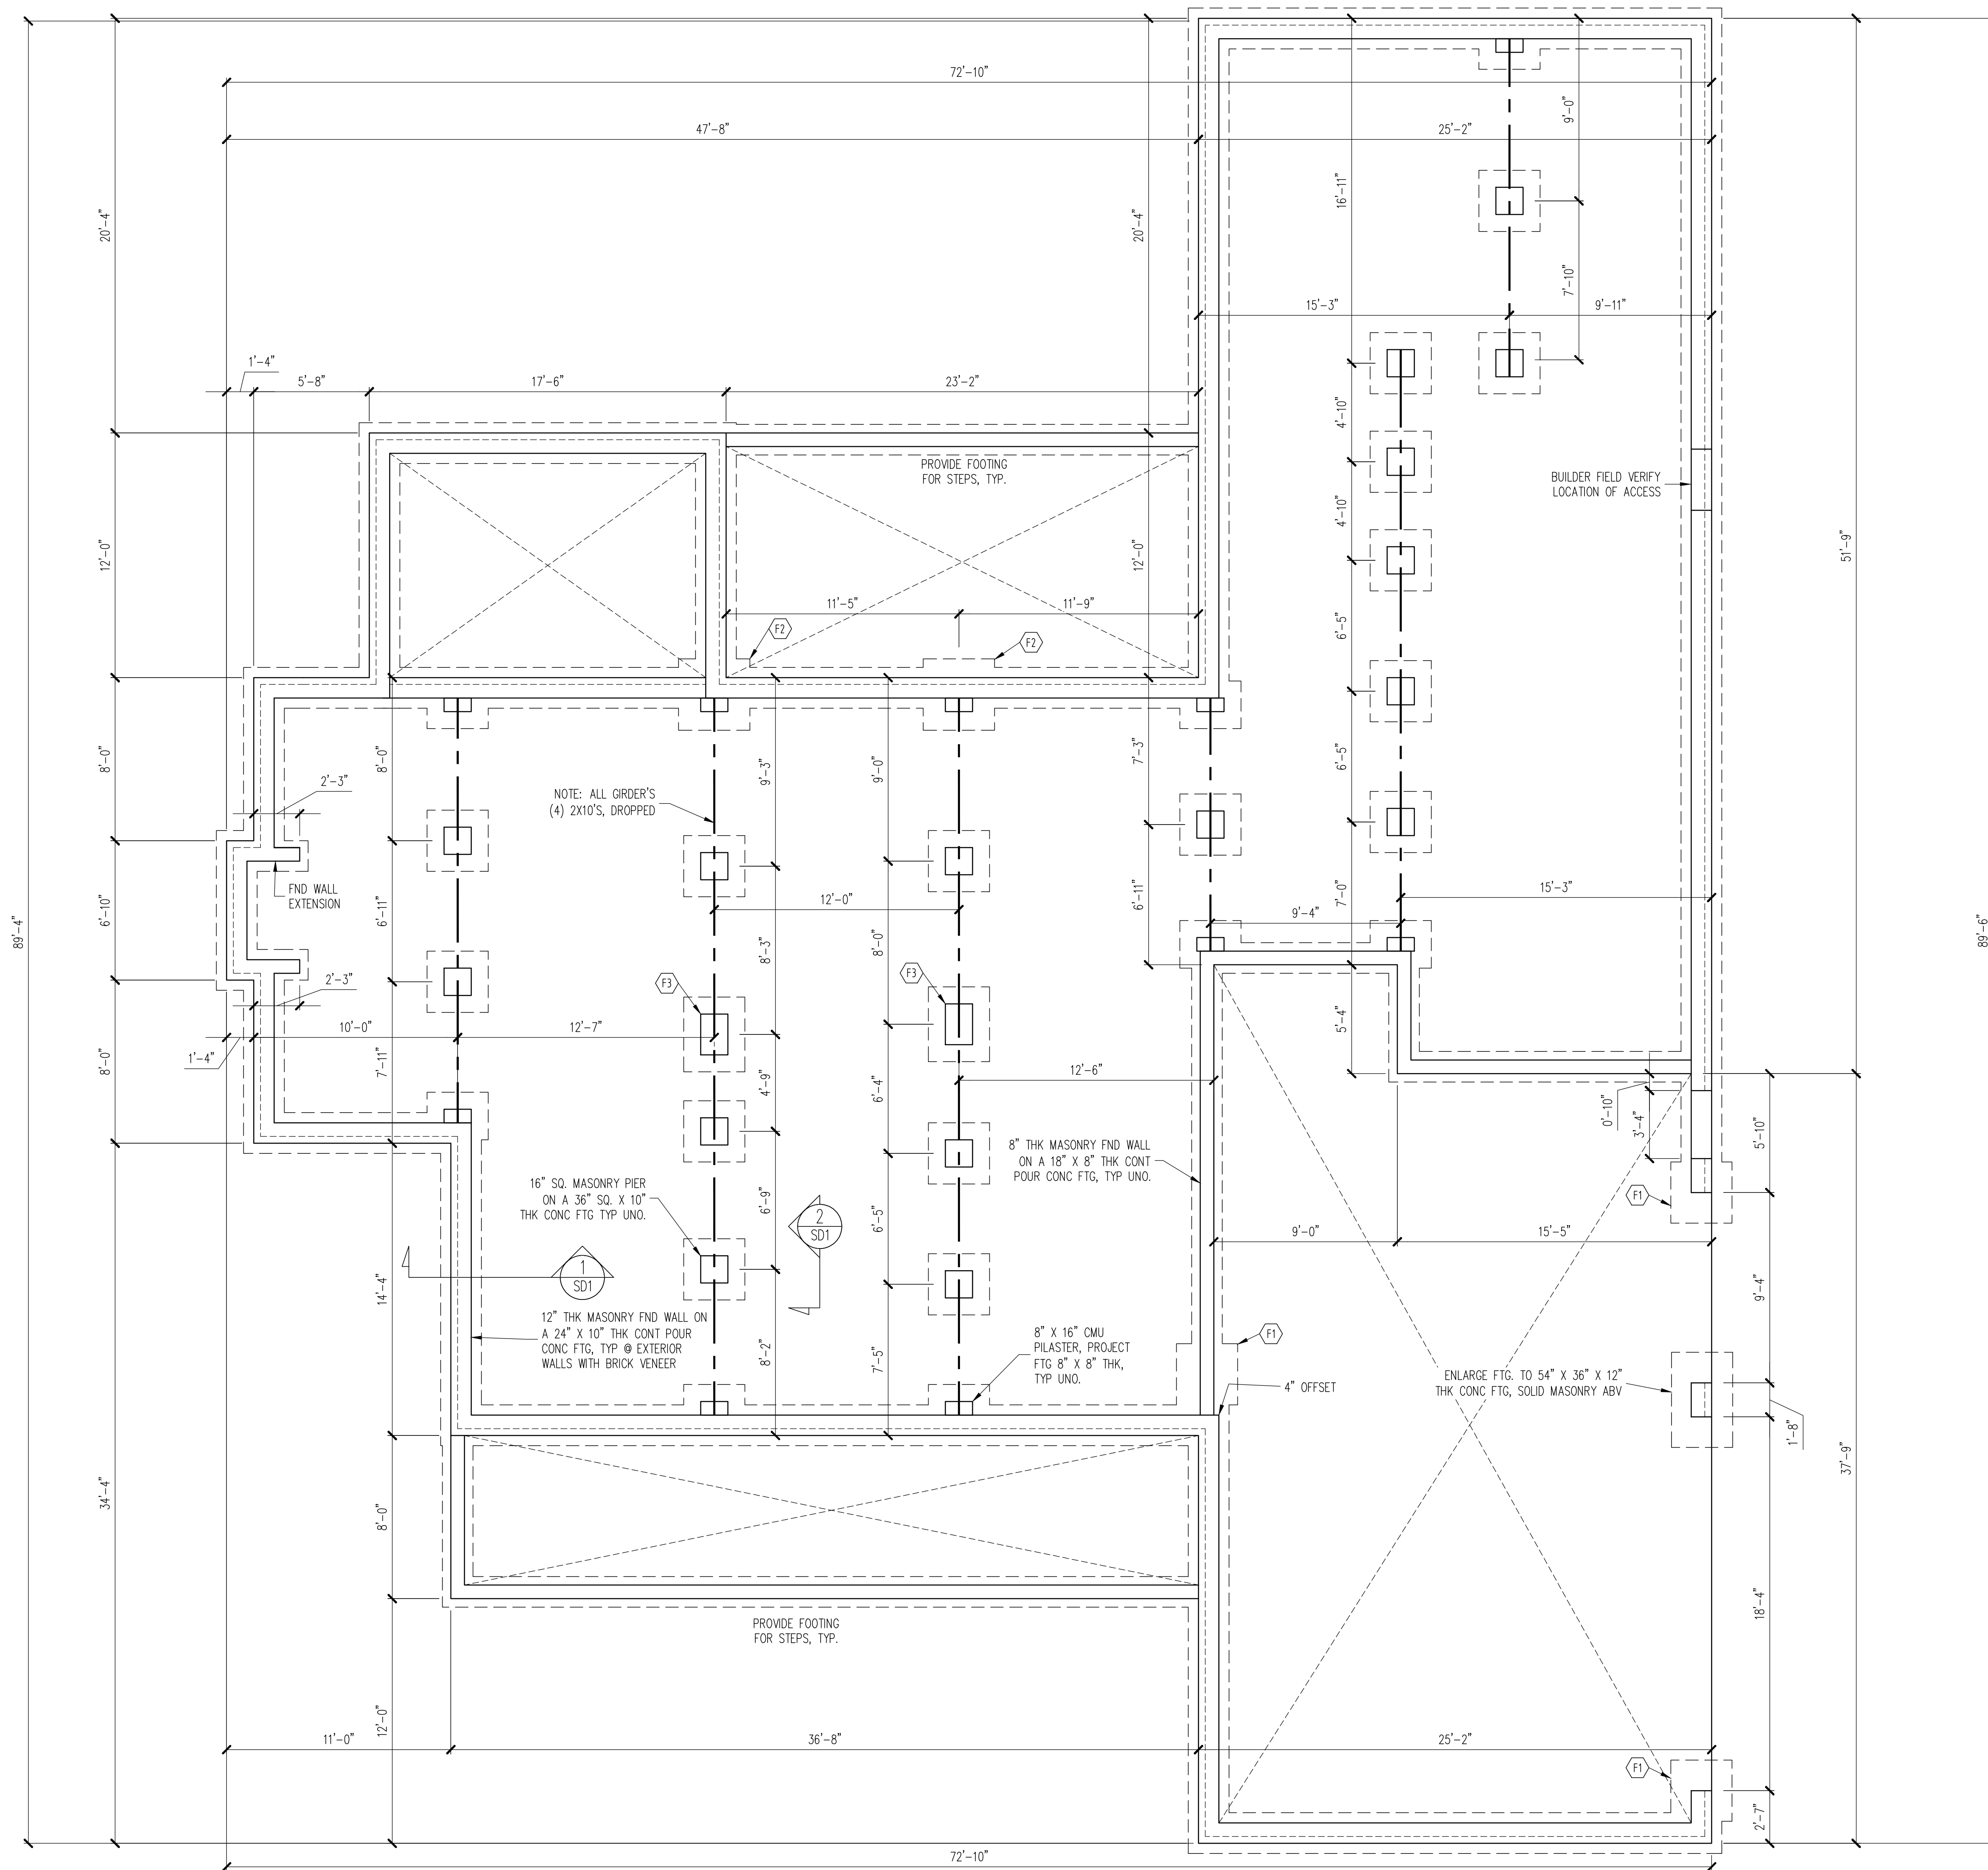 72'-10"
47'-8"
25'-2"
9'-0"
16'-11"
20'-4"
20'-4"
7'-10"
15'-3"
9'-11"
1'-4"
5'-8"
17'-6"
23'-2"
4'-10"
PROVIDE FOOTING
FOR STEPS, TYP.
BUILDER FIELD VERIFY
LOCATION OF ACCESS
4'-10"
12'-0"
12'-0"
51'-9"
11'-5"
11'-9"
F2
F2
6'-5"
8'-0"
8'-0"
9'-3"
9'-0"
7'-3"
6'-5"
2'-3"
NOTE: ALL GIRDER'S
(4) 2X10'S, DROPPED
FND WALL
EXTENSION
6'-10"
6'-11"
12'-0"
6'-11"
7'-0"
15'-3"
9'-4"
89'-4"
89'-6"
8'-3"
8'-0"
2'-3"
F3
F3
10'-0"
12'-7"
1'-4"
8'-0"
7'-11"
5'-4"
4'-9"
6'-4"
12'-6"
0'-10"
3'-4"
5'-10"
8" THK MASONRY FND WALL
ON A 18" X 8" THK CONT
POUR CONC FTG, TYP UNO.
16" SQ. MASONRY PIER
ON A 36" SQ. X 10"
THK CONC FTG TYP UNO.
6'-9"
2
SD1
6'-5"
F1
9'-0"
15'-5"
1
SD1
14'-4"
9'-4"
12" THK MASONRY FND WALL ON
A 24" X 10" THK CONT POUR
CONC FTG, TYP @ EXTERIOR
WALLS WITH BRICK VENEER
8'-2"
7'-5"
8" X 16" CMU
PILASTER, PROJECT
FTG 8" X 8" THK,
TYP UNO.
F1
4" OFFSET
ENLARGE FTG. TO 54" X 36" X 12"
THK CONC FTG, SOLID MASONRY ABV
1'-8"
37'-9"
34'-4"
8'-0"
18'-4"
PROVIDE FOOTING
FOR STEPS, TYP.
12'-0"
11'-0"
36'-8"
25'-2"
F1
2'-7"
72'-10"